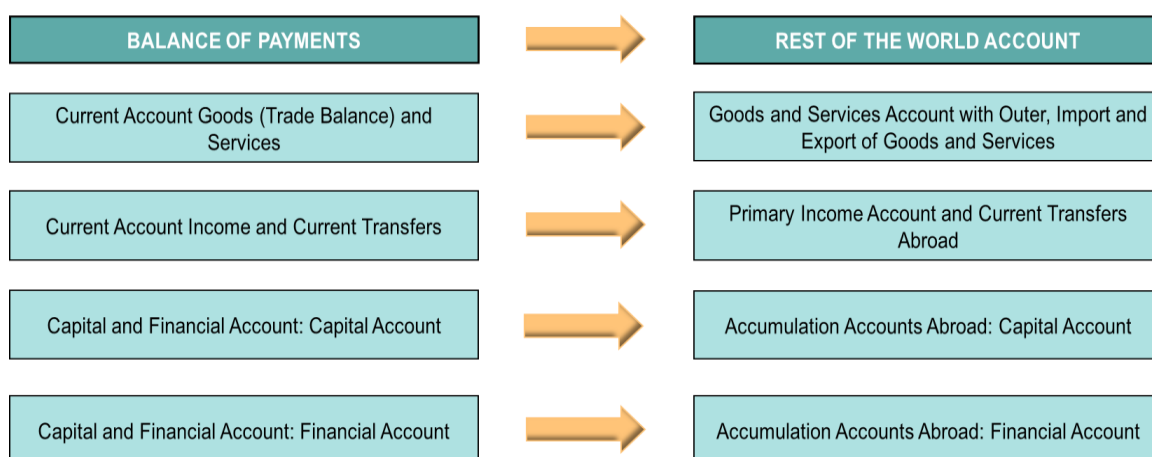 BALANCE OF PAYMENTS
REST OF THE WORLD ACCOUNT
Current Account Goods (Trade Balance) and
Services
Goods and Services Account with Outer, Import and
Export of Goods and Services
Current Account Income and Current Transfers
Primary Income Account and Current Transfers
Abroad
Capital and Financial Account: Capital Account
Accumulation Accounts Abroad: Capital Account
Capital and Financial Account: Financial Account
Accumulation Accounts Abroad: Financial Account